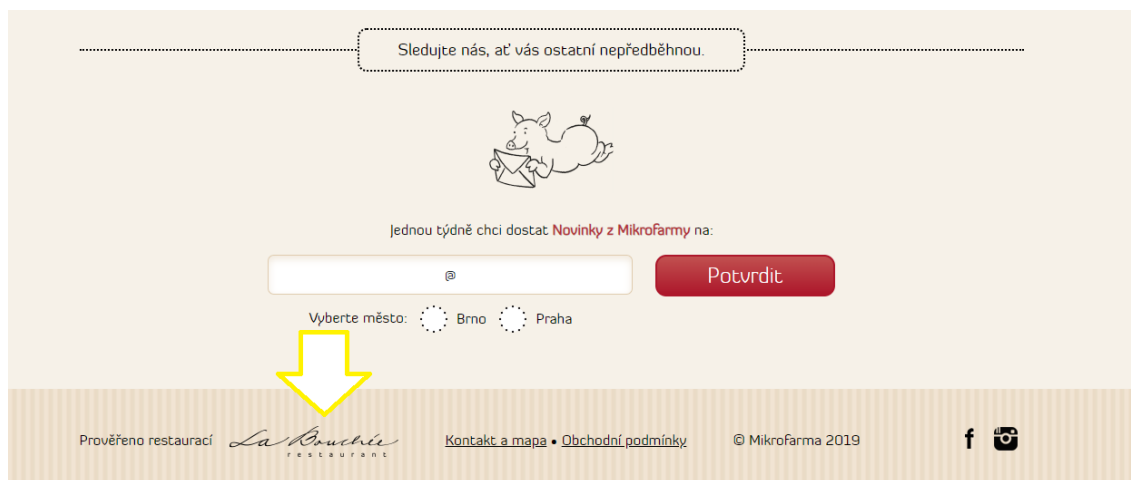 Sledujte nás, ať vás ostatní nepředběhnou.
Jednou týdně chci dostat Novinky z Mikrofarmy na:
@
Potvrdit
Vyberte město: Brno Praha
Prověřeno restaurací La Bouchée restaurant Kontakt a mapa • Obchodní podmínky © Mikrofarma 2019 f